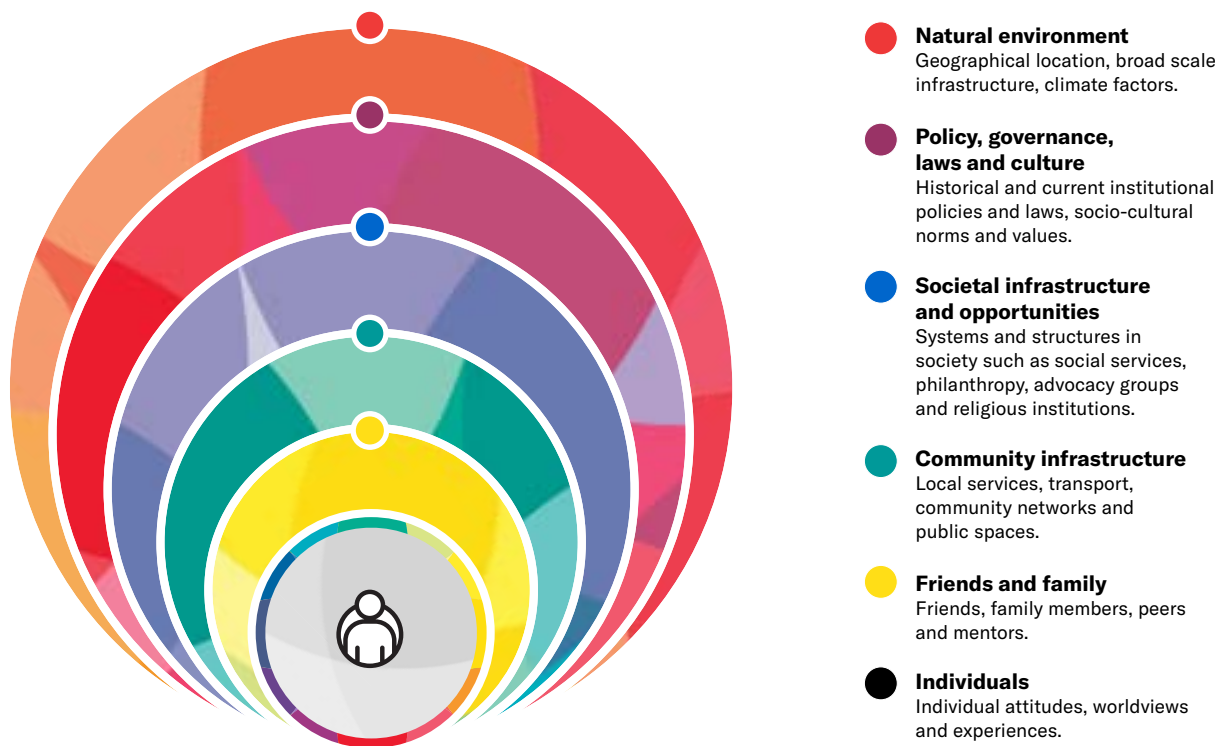 Natural environment
Geographical location, broad scale
infrastructure, climate factors.
Policy, governance,
laws and culture
Historical and current institutional
policies and laws, socio-cultural
norms and values.
Societal infrastructure
and opportunities
Systems and structures in
society such as social services,
philanthropy, advocacy groups
and religious institutions.
Community infrastructure
Local services, transport,
community networks and
public spaces.
Friends and family
Friends, family members, peers
and mentors.
Individuals
Individual attitudes, worldviews
and experiences.